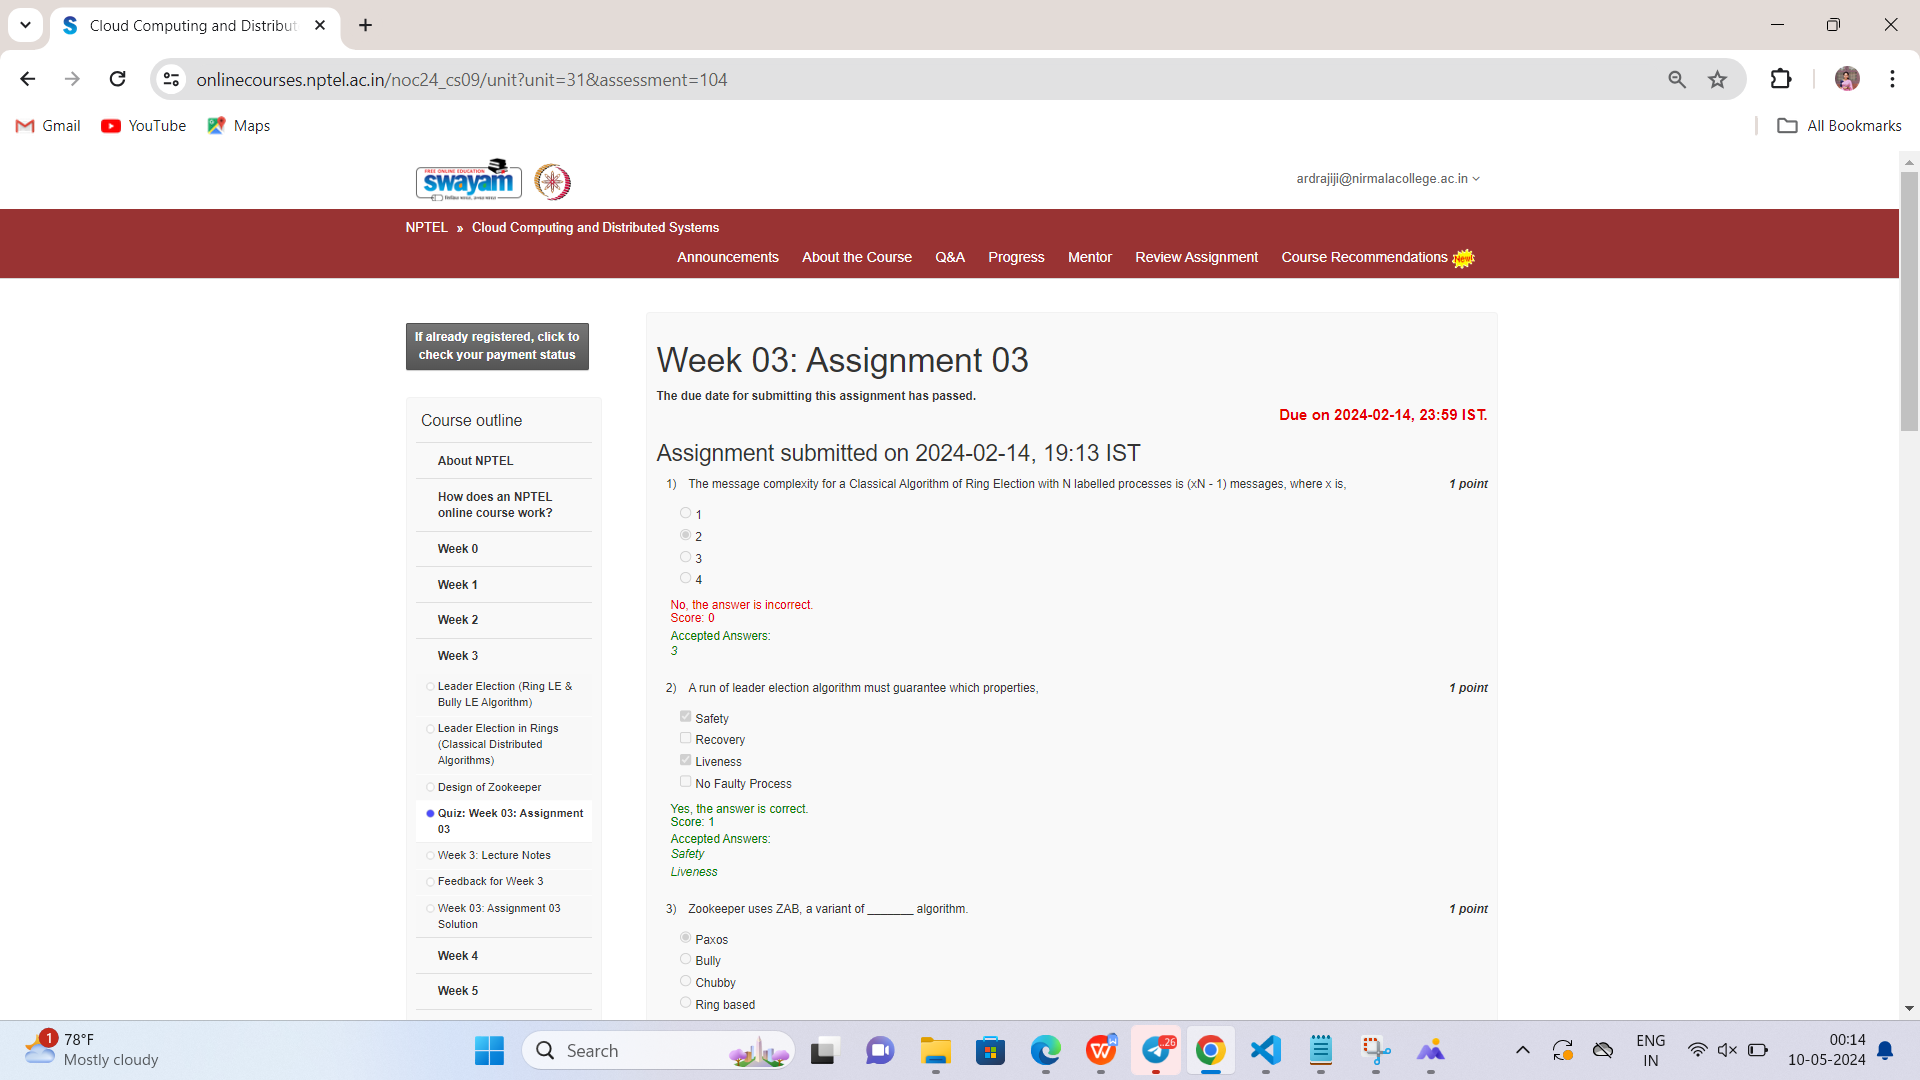 Cloud Computing and Distribut
onlinecourses.nptel.ac.in/noc24_cs09/unit?unit=31&assessment=104
Gmail
YouTube
Maps
All Bookmarks
FREE ONLINE EDUCATION
swayam
ardrajiji@nirmalacollege.ac.in
NPTEL » Cloud Computing and Distributed Systems
Announcements
About the Course
Q&A
Progress
Mentor
Review Assignment
Course Recommendations
New
If already registered, click to
check your payment status
Course outline
About NPTEL
How does an NPTEL
online course work?
Week 0
Week 1
Week 2
Week 3
Leader Election (Ring LE &
Bully LE Algorithm)
Leader Election in Rings
(Classical Distributed
Algorithms)
Design of Zookeeper
Quiz: Week 03: Assignment
03
Week 3: Lecture Notes
Feedback for Week 3
Week 03: Assignment 03
Solution
Week 4
Week 5
Week 03: Assignment 03
The due date for submitting this assignment has passed.
Due on 2024-02-14, 23:59 IST.
Assignment submitted on 2024-02-14, 19:13 IST
1) The message complexity for a Classical Algorithm of Ring Election with N labelled processes is (xN - 1) messages, where x is,
1 point
1
2
3
4
No, the answer is incorrect.
Score: 0
Accepted Answers:
3
2) A run of leader election algorithm must guarantee which properties,
1 point
Safety
Recovery
Liveness
No Faulty Process
Yes, the answer is correct.
Score: 1
Accepted Answers:
Safety
Liveness
3) Zookeeper uses ZAB, a variant of _______ algorithm.
1 point
Paxos
Bully
Chubby
Ring based
1
78°F
Mostly cloudy
Search
26
ENG
IN
00:14
10-05-2024